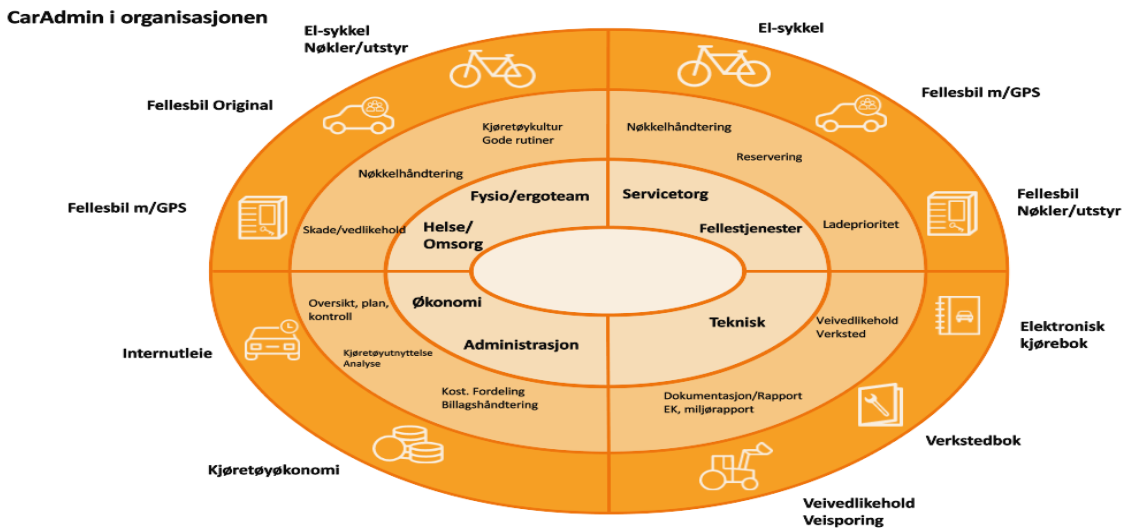 CarAdmin i organisasjonen
El-sykkel
Nøkler/utstyr
El-sykkel
Fellesbil Original
Fellesbil m/GPS
Kjøretøykultur
Gode rutiner
Nøkkelhåndtering
Reservering
Nøkkelhåndtering
Fysio/ergoteam
Servicetorg
Fellesbil m/GPS
Fellesbil
Nøkler/utstyr
Skade/vedlikehold
Helse/
Omsorg
Fellestjenester
Ladeprioritet
Oversikt, plan,
kontroll
Økonomi
Teknisk
Veivedlikehold
Verksted
Elektronisk
kjørebok
Internutleie
Administrasjon
Kjøretøyutnyttelse
Analyse
Kost. Fordeling
Billagshåndtering
Dokumentasjon/Rapport
EK, miljørapport
Verkstedbok
Kjøretøyøkonomi
Veivedlikehold
Veisporing